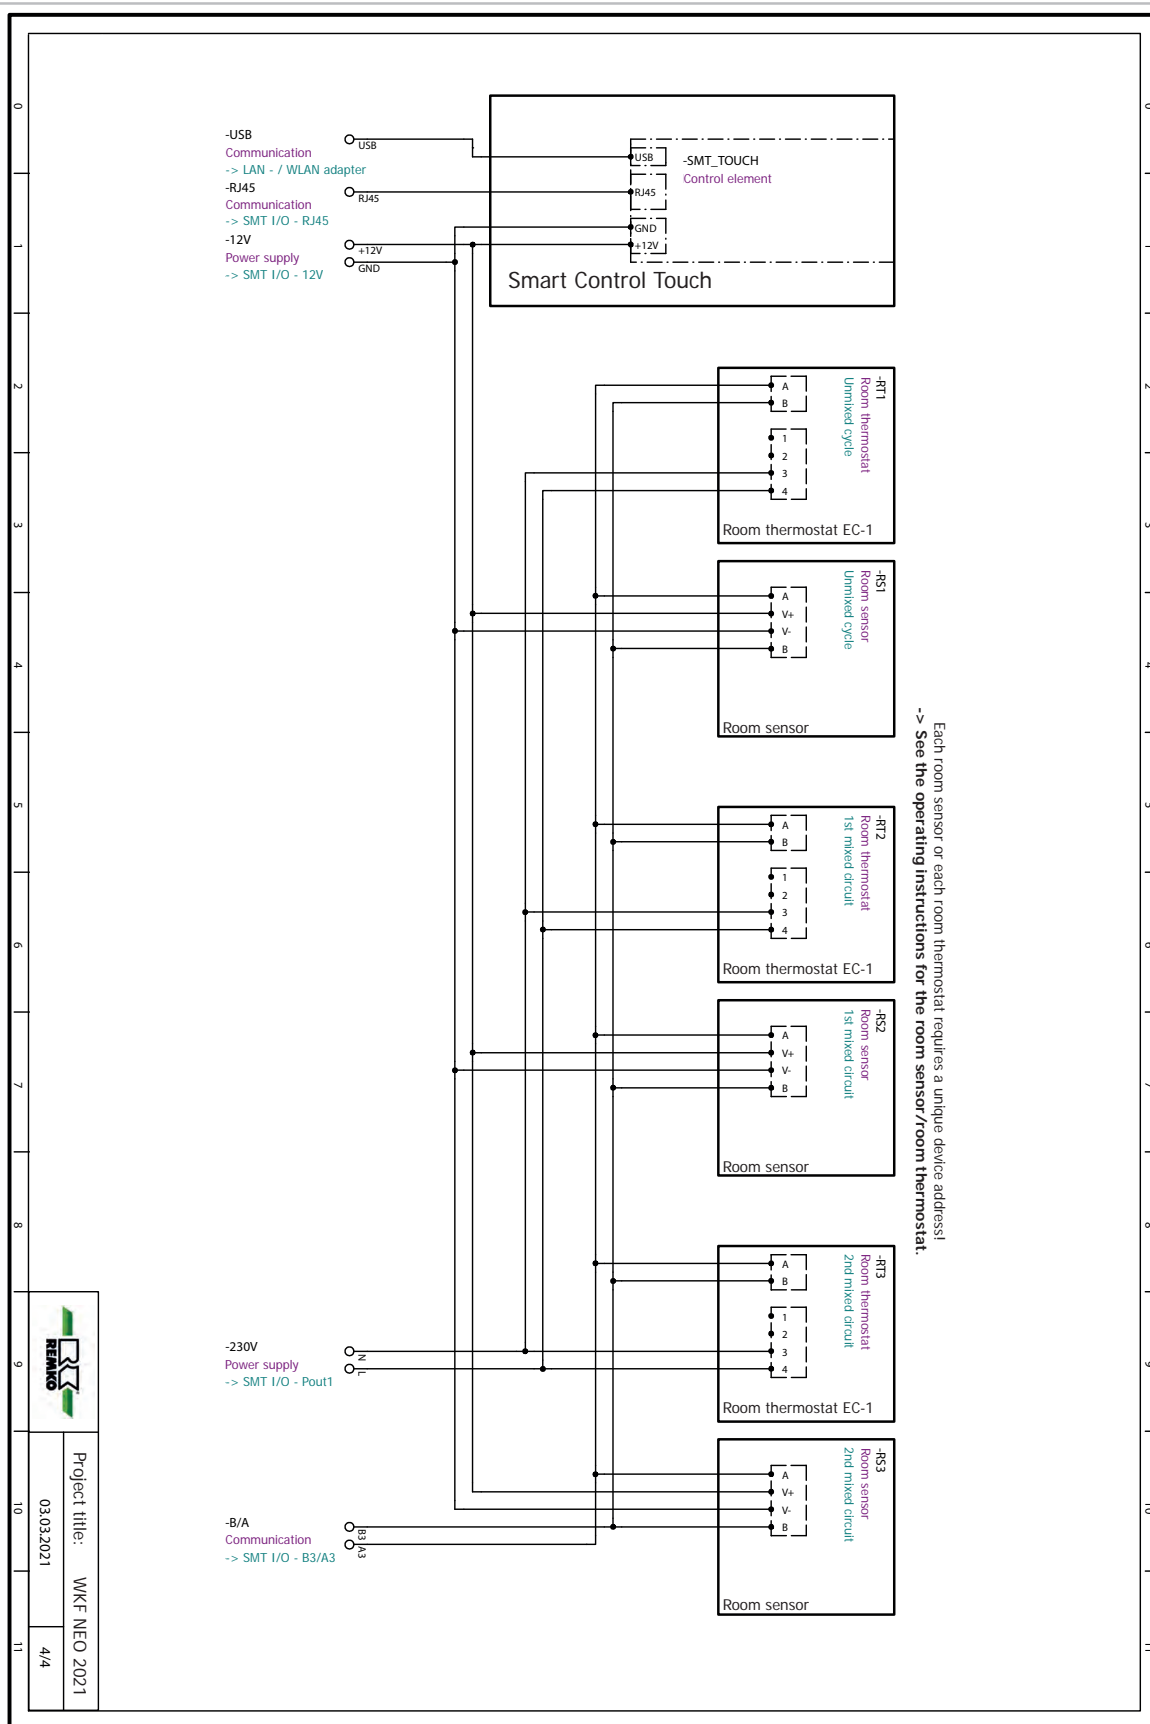 0
1
2
3
4
5
6
7
8
9
10
11
-USB
Communication
-> LAN - / WLAN adapter
USB
-RJ45
Communication
-> SMT I/O - RJ45
RJ45
-12V
Power supply
-> SMT I/O - 12V
+12V
GND
USB
RJ45
GND
+12V
-SMT_TOUCH
Control element
Smart Control Touch
-RT1
Room thermostat
Unmixed cycle
A
B
1
2
3
4
Room thermostat EC-1
-RS1
Room sensor
Unmixed cycle
A
V+
V-
B
Room sensor
Each room sensor or each room thermostat requires a unique device address!
-> See the operating instructions for the room sensor/room thermostat.
-RT2
Room thermostat
1st mixed circuit
A
B
1
2
3
4
Room thermostat EC-1
-RS2
Room sensor
1st mixed circuit
A
V+
V-
B
Room sensor
-RT3
Room thermostat
2nd mixed circuit
A
B
1
2
3
4
Room thermostat EC-1
-230V
Power supply
-> SMT I/O - Pout1
N
L
-RS3
Room sensor
2nd mixed circuit
A
V+
V-
B
Room sensor
-B/A
Communication
-> SMT I/O - B3/A3
B3
A3
REMKO
Project title: WKF NEO 2021
03.03.2021
4/4